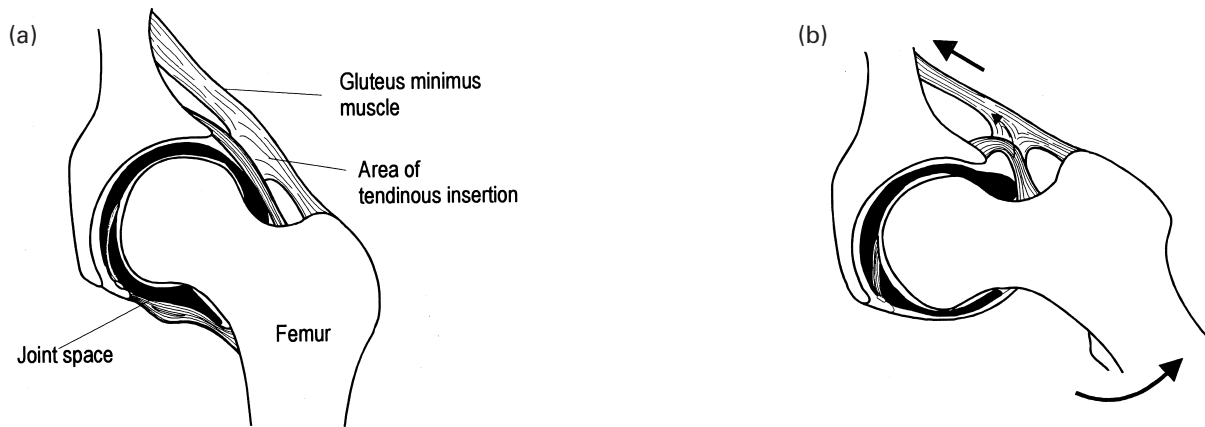 (a)
Gluteus minimus
muscle
Area of
tendinous insertion
Femur
Joint space
(b)